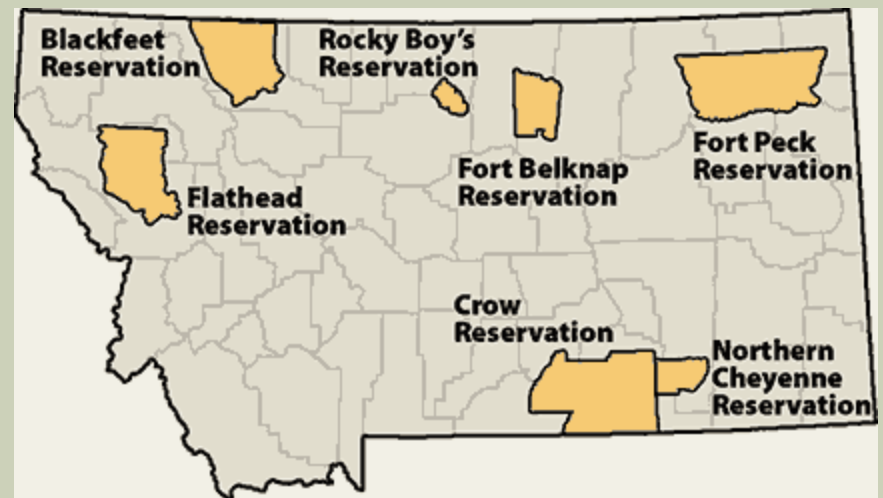 Blackfeet
Reservation
Rocky Boy's
Reservation
Fort Peck
Reservation
Fort Belknap
Reservation
Flathead
Reservation
Crow
Reservation
Northern
Cheyenne
Reservation